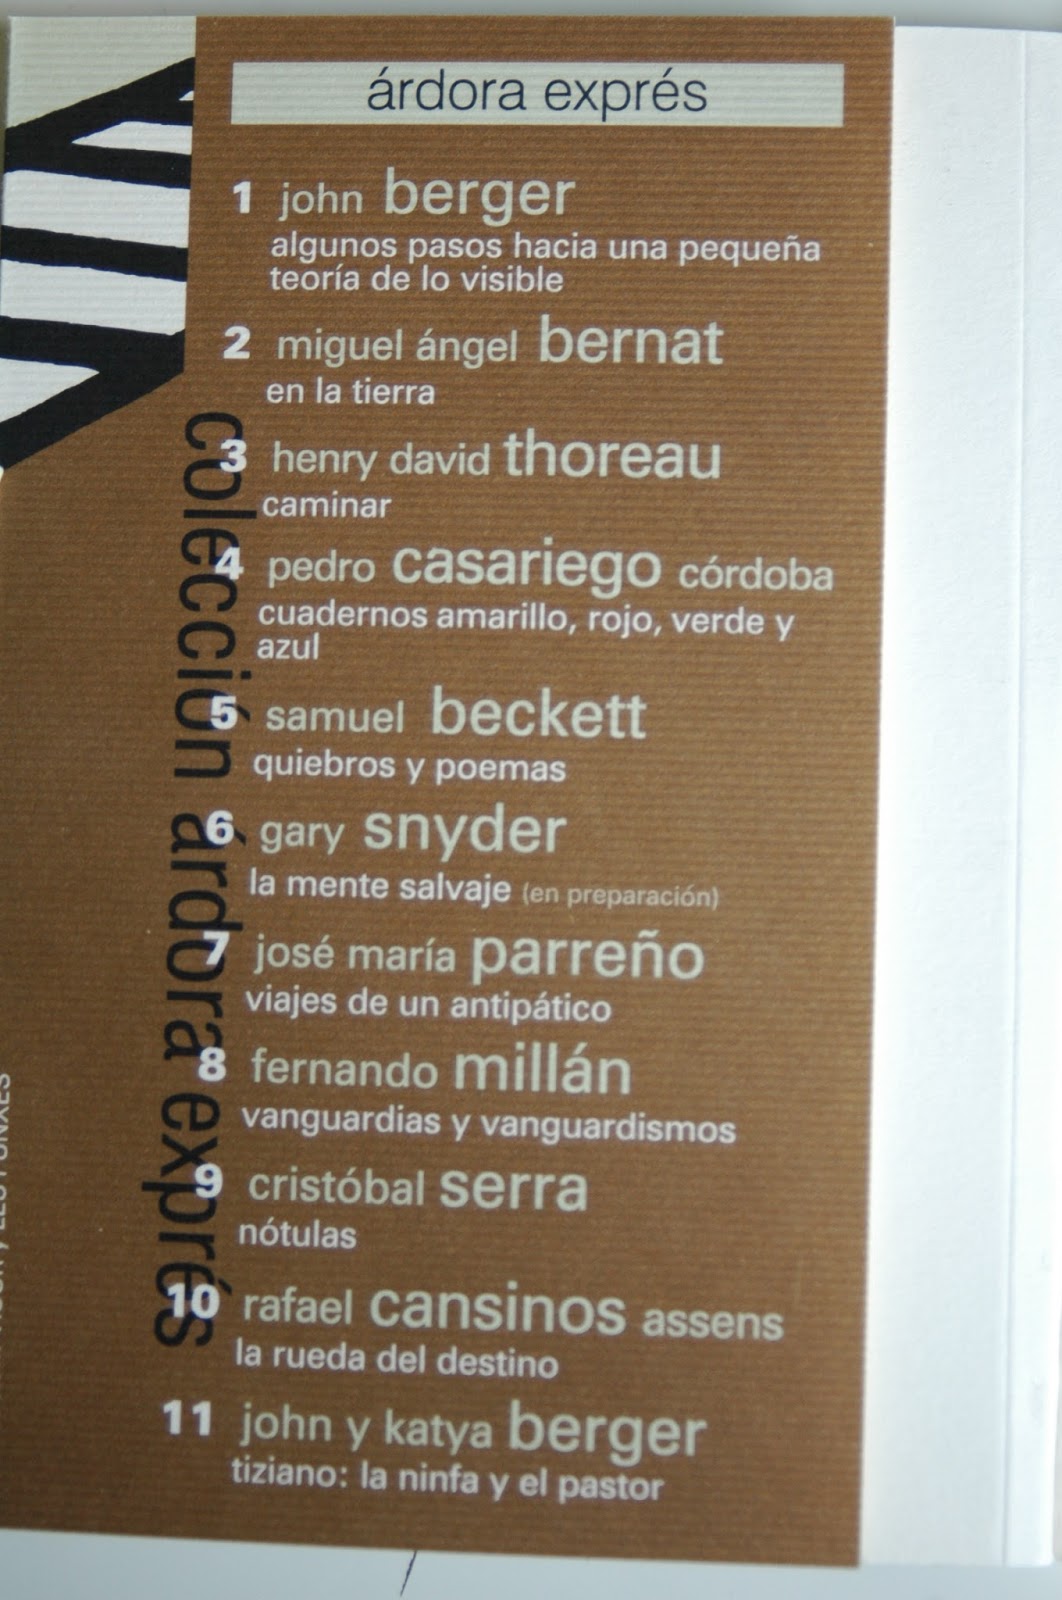 árdora exprés
1 john berger
algunos pasos hacia una pequeña
teoría de lo visible
2 miguel ángel bernat
en la tierra
3 henry david thoreau
caminar
4 pedro casariego córdoba
cuadernos amarillo, rojo, verde y
azul
5 samuel beckett
quiebros y poemas
6 gary snyder
la mente salvaje (en preparación)
7 josé maría parreño
viajes de un antipático
8 fernando millán
vanguardias y vanguardismos
9 cristóbal serra
nótulas
10 rafael cansinos assens
la rueda del destino
11 john y katya berger
tiziano: la ninfa y el pastor
colección árdora exprés